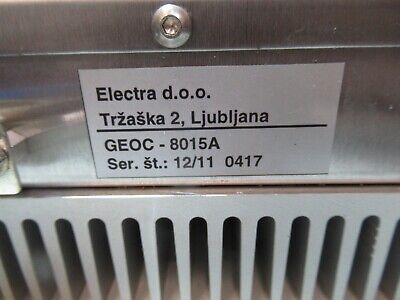 Electra d.o.o.
Tržaška 2, Ljubljana
GEOC - 8015A
Ser. št.: 12/11 0417